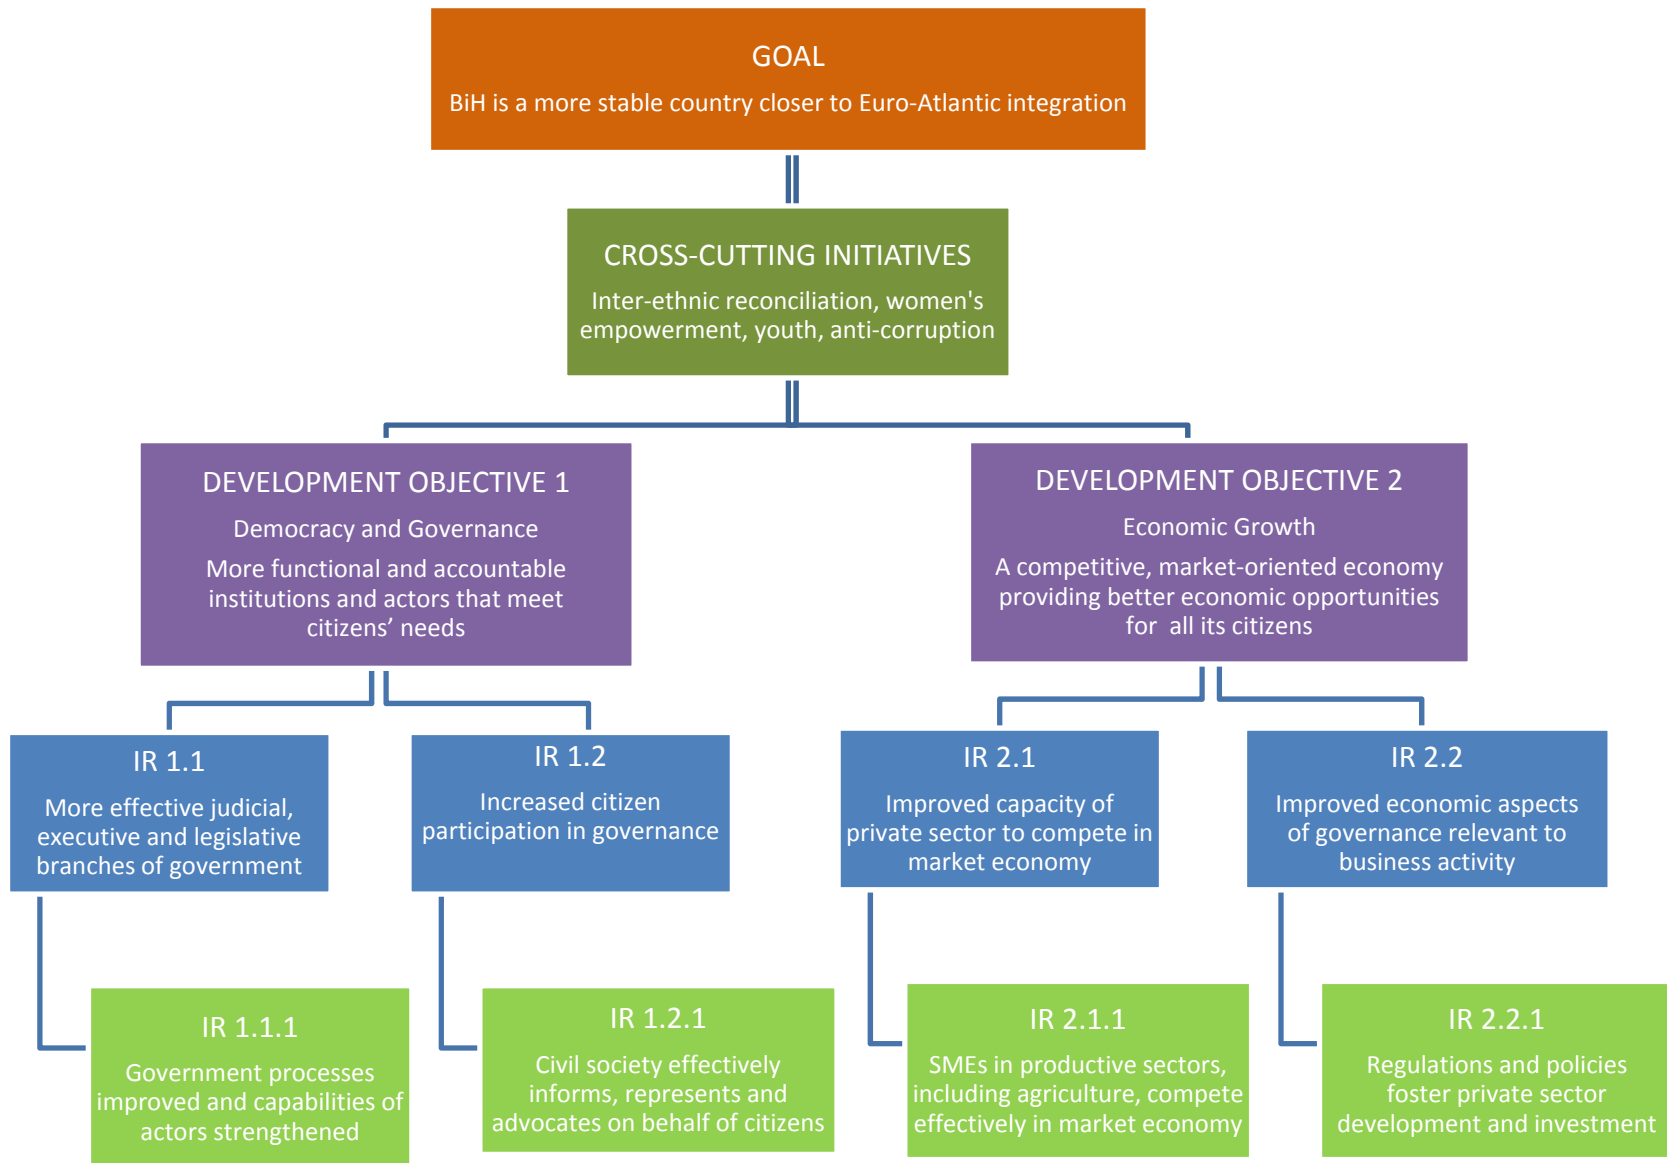 GOAL
BiH is a more stable country closer to Euro-Atlantic integration
CROSS-CUTTING INITIATIVES
Inter-ethnic reconciliation, women's
empowerment, youth, anti-corruption
DEVELOPMENT OBJECTIVE 1
Democracy and Governance
More functional and accountable
institutions and actors that meet
citizens’ needs
DEVELOPMENT OBJECTIVE 2
Economic Growth
A competitive, market-oriented economy
providing better economic opportunities
for all its citizens
IR 1.1
More effective judicial,
executive and legislative
branches of government
IR 1.2
Increased citizen
participation in governance
IR 2.1
Improved capacity of
private sector to compete in
market economy
IR 2.2
Improved economic aspects
of governance relevant to
business activity
IR 1.1.1
Government processes
improved and capabilities of
actors strengthened
IR 1.2.1
Civil society effectively
informs, represents and
advocates on behalf of citizens
IR 2.1.1
SMEs in productive sectors,
including agriculture, compete
effectively in market economy
IR 2.2.1
Regulations and policies
foster private sector
development and investment